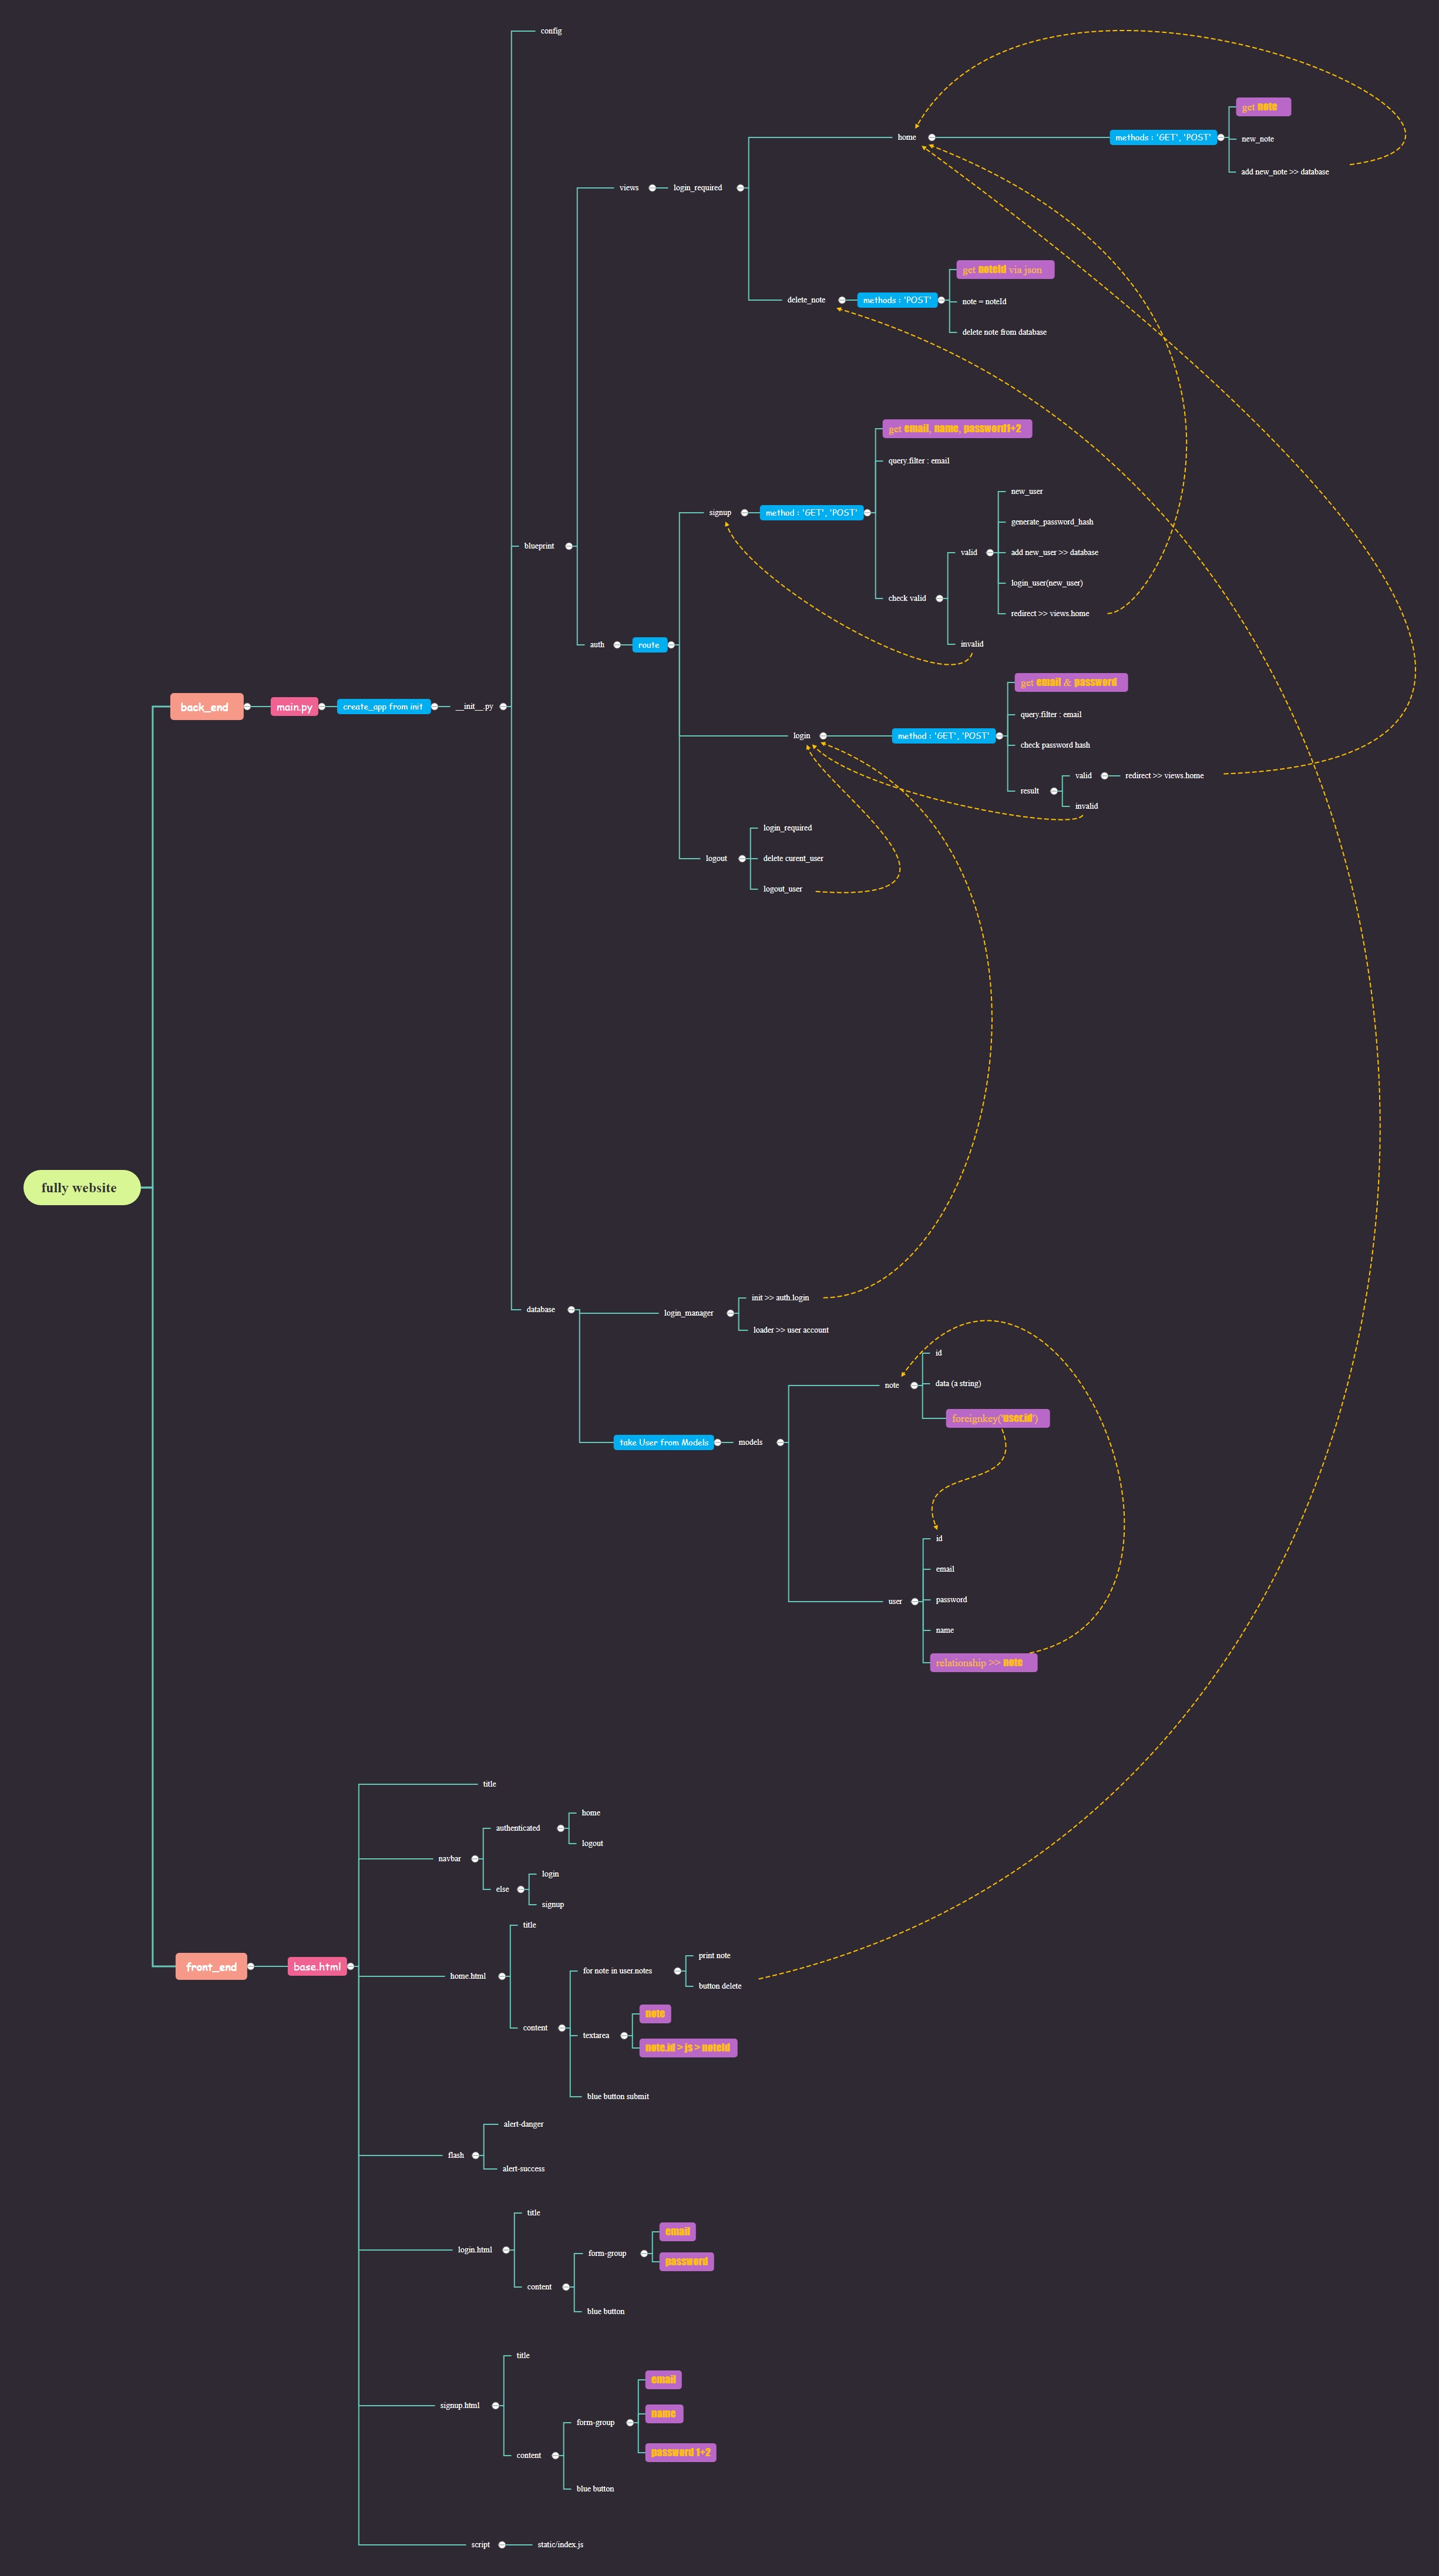 fully website
back_end
main.py
create_app from init
__init__.py
config
blueprint
views
login_required
home
methods : 'GET', 'POST'
get note
new_note
add new_note >> database
delete_note
methods : 'POST'
get noteId via json
note = noteId
delete note from database
auth
route
signup
method : 'GET', 'POST'
get email, name, password1+2
query.filter : email
check valid
valid
new_user
generate_password_hash
add new_user >> database
login_user(new_user)
redirect >> views.home
invalid
login
method : 'GET', 'POST'
get email & password
query.filter : email
check password hash
result
valid
redirect >> views.home
invalid
logout
login_required
delete curent_user
logout_user
database
login_manager
init >> auth.login
loader >> user account
take User from Models
models
note
id
data (a string)
foreignkey('user.id')
user
id
email
password
name
relationship >> note
front_end
base.html
title
navbar
authenticated
home
logout
else
login
signup
home.html
title
content
for note in user.notes
print note
button delete
textarea
note
note.id > js > noteId
blue button submit
flash
alert-danger
alert-success
login.html
title
content
form-group
email
password
blue button
signup.html
title
content
form-group
email
name
password 1+2
blue button
script
static/index.js